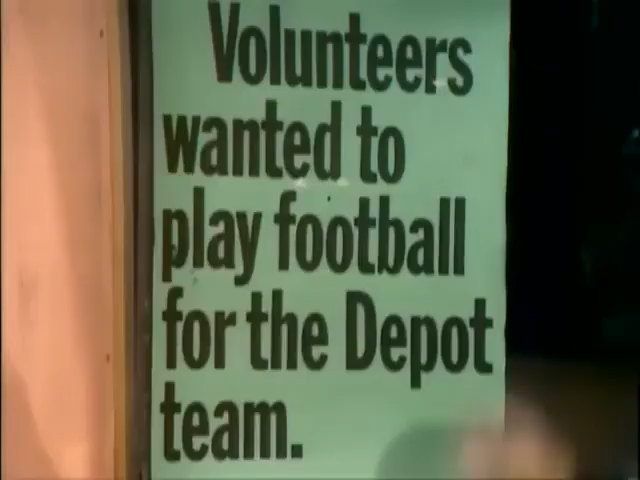 Volunteers
wanted to
play football
for the Depot
team.